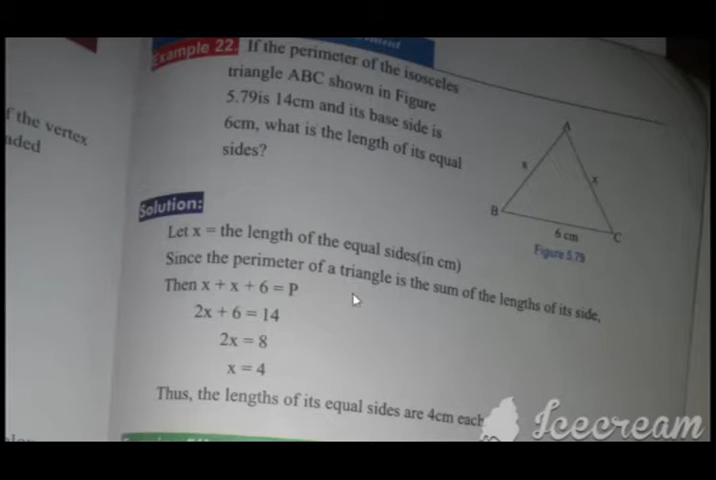 f the vertex
aded
Example 22. If the perimeter of the isosceles
triangle ABC shown in Figure
5.79is 14cm and its base side is
6cm, what is the length of its equal
sides?
A
x
x
B
6 cm
C
Figure 5.79
Solution:
Let x = the length of the equal sides(in cm)
Since the perimeter of a triangle is the sum of the lengths of its side,
Then x + x + 6 = P
2x + 6 = 14
2x = 8
x = 4
Thus, the lengths of its equal sides are 4cm each
Icecream